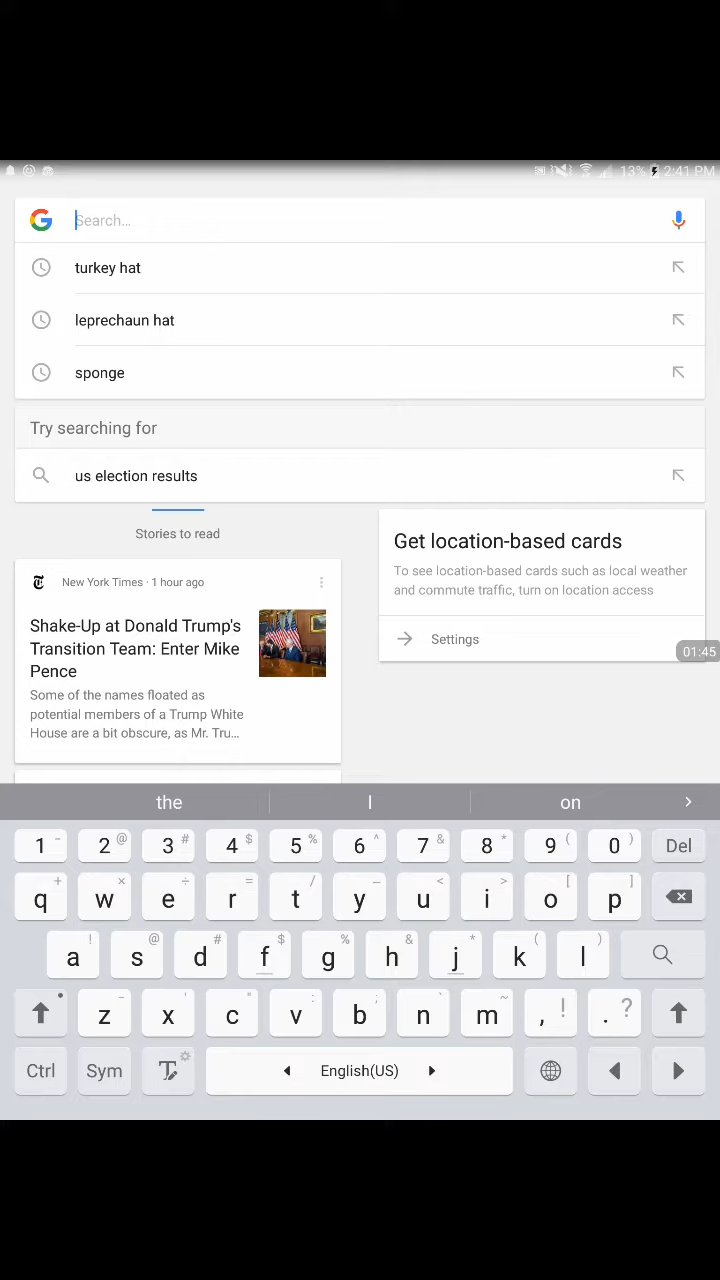 13% 2:41 PM
Search...
turkey hat
leprechaun hat
sponge
Try searching for
us election results
Stories to read
Get location-based cards
To see location-based cards such as local weather
and commute traffic, turn on location access
Settings
01:45
New York Times · 1 hour ago
Shake-Up at Donald Trump's
Transition Team: Enter Mike
Pence
Some of the names floated as
potential members of a Trump White
House are a bit obscure, as Mr. Tru...
the I on >
1 - 2 @ 3 # 4 $ 5 % 6 ^ 7 & 8 * 9 ( 0 ) Del
q + w × e ÷ r = t / y _ u < i > o [ p ]
a ! s @ d # f $ g % h & j * k ( l )
z - x ' c " v : b ; n ` m ~ , ! . ?
Ctrl Sym T English(US)